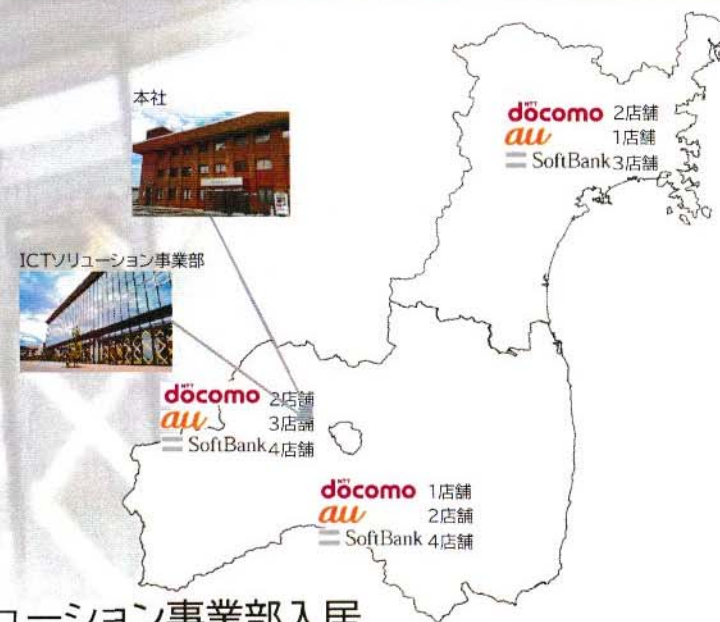 本社
ICTソリューション事業部
NTT docomo 2店舗
au 1店舗
SoftBank 3店舗
NTT docomo 2店舗
au 3店舗
SoftBank 4店舗
NTT docomo 1店舗
au 2店舗
SoftBank 4店舗
ューション事業部入居